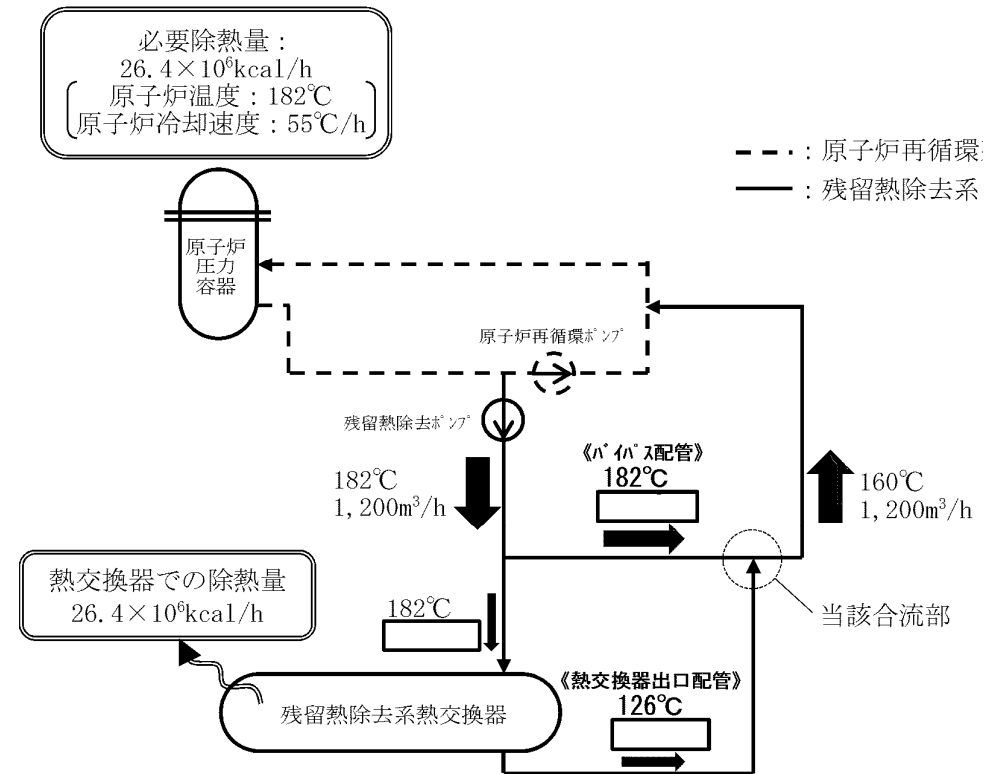 必要除熱量：
26.4×10⁶kcal/h
原子炉温度：182℃
原子炉冷却速度：55℃/h
：原子炉再循環
：残留熱除去系
原子炉
圧力
容器
原子炉再循環ﾎﾟﾝﾌﾟ
残留熱除去ﾎﾟﾝﾌﾟ
182℃
1,200m³/h
《ﾊﾞｲﾊﾟｽ配管》
182℃
160℃
1,200m³/h
熱交換器での除熱量
26.4×10⁶kcal/h
182℃
当該合流部
残留熱除去系熱交換器
《熱交換器出口配管》
126℃